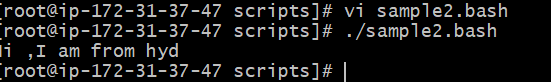 [root@ip-172-31-37-47 scripts]# vi sample2.bash
[root@ip-172-31-37-47 scripts]# ./sample2.bash
Hi ,I am from hyd
[root@ip-172-31-37-47 scripts]#